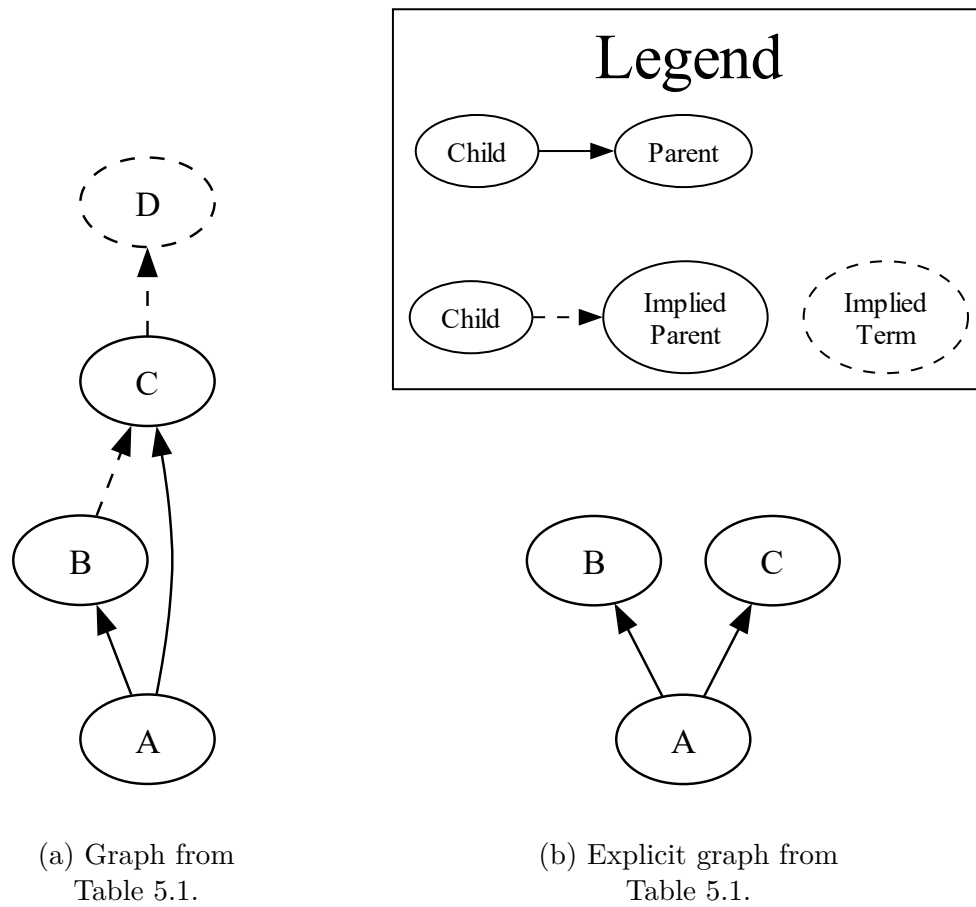 Legend
Child
Parent
Child
Implied
Parent
Implied
Term
D
C
B
A
B
C
A
(a) Graph from
Table 5.1.
(b) Explicit graph from
Table 5.1.